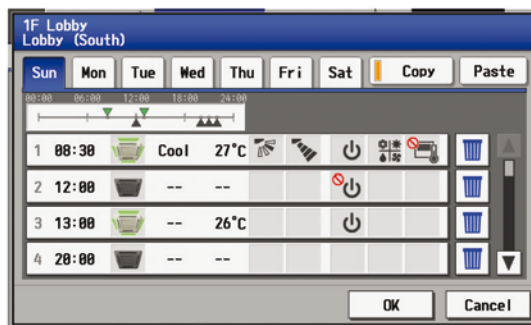 1F Lobby
Lobby (South)
Sun Mon Tue Wed Thu Fri Sat Copy Paste
00:00 06:00 12:00 18:00 24:00
1 08:30 Cool 27°C
2 12:00 -- --
3 13:00 -- 26°C
4 20:00 -- --
OK Cancel